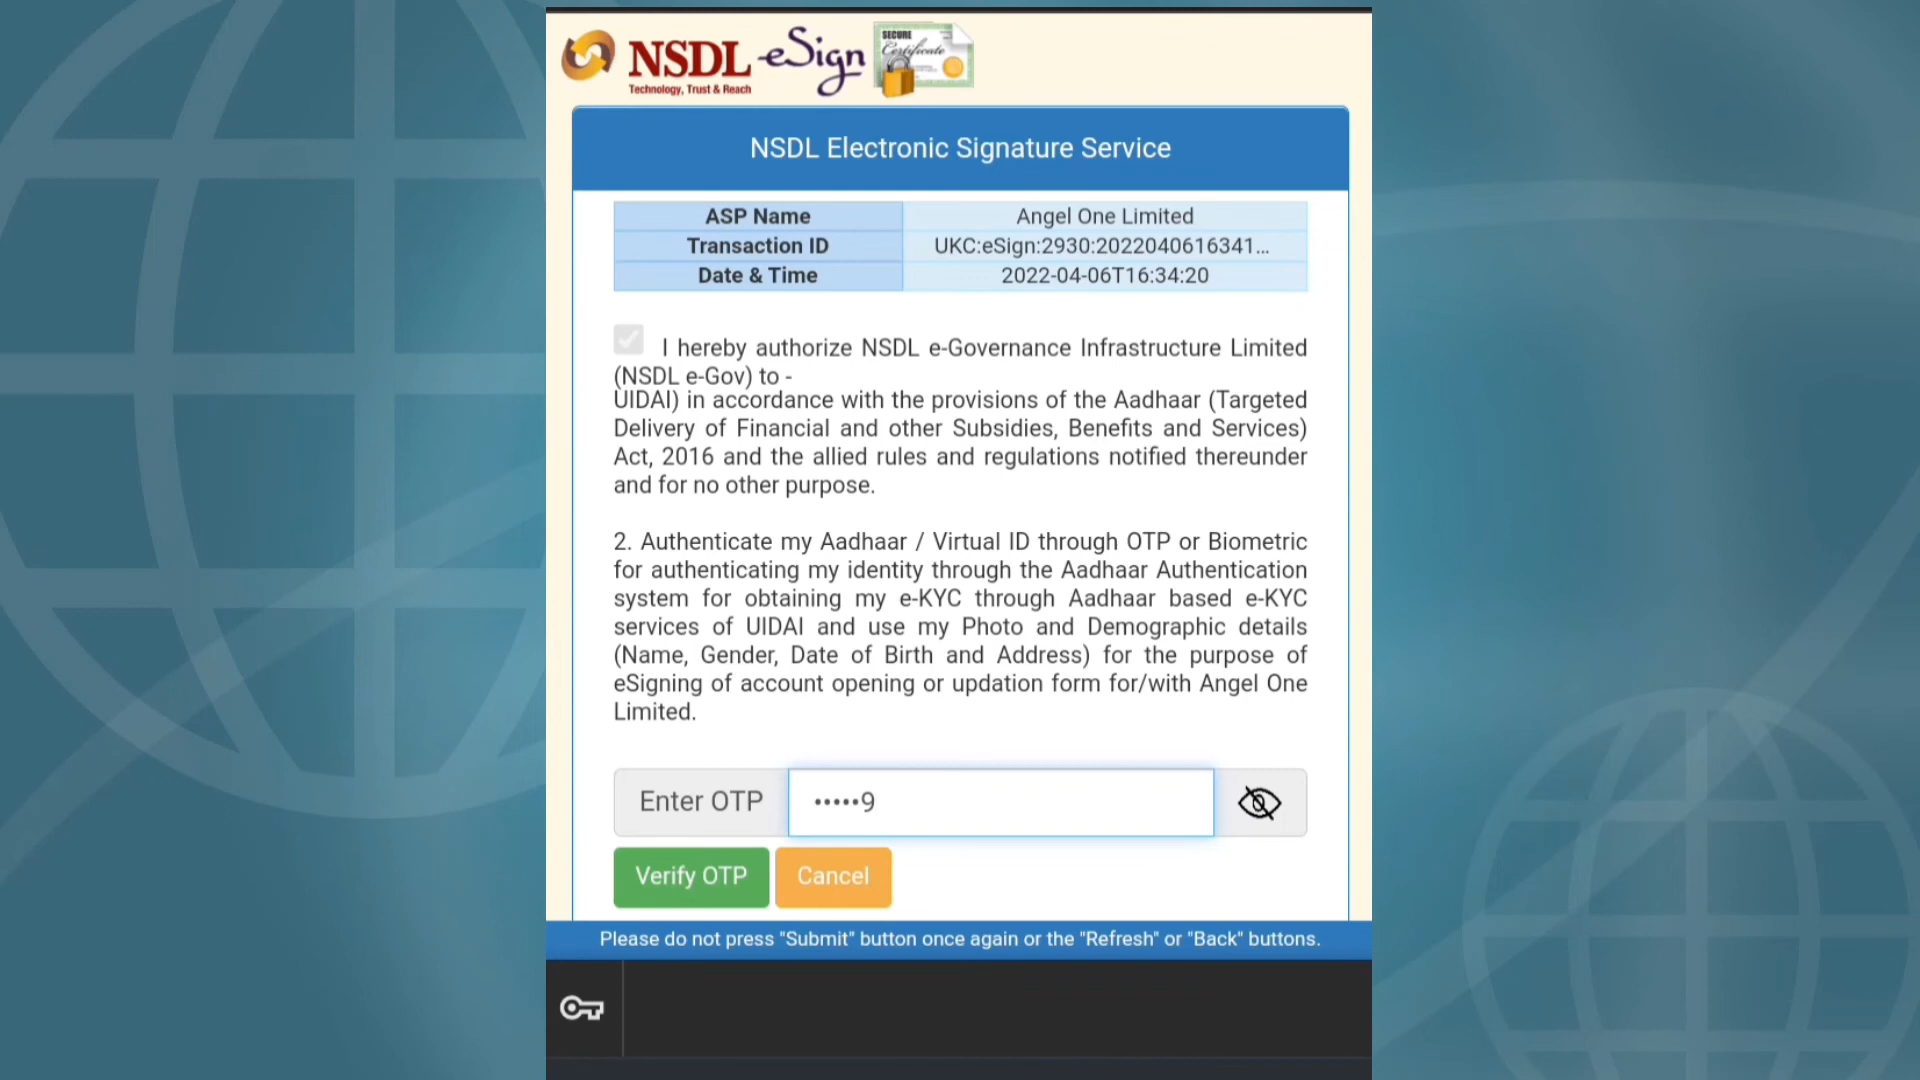 NSDL eSign SECURE Certificate
Technology, Trust & Reach
NSDL Electronic Signature Service
ASP Name Angel One Limited
Transaction ID UKC:eSign:2930:2022040616341...
Date & Time 2022-04-06T16:34:20
I hereby authorize NSDL e-Governance Infrastructure Limited
(NSDL e-Gov) to -
UIDAI) in accordance with the provisions of the Aadhaar (Targeted
Delivery of Financial and other Subsidies, Benefits and Services)
Act, 2016 and the allied rules and regulations notified thereunder
and for no other purpose.
2. Authenticate my Aadhaar / Virtual ID through OTP or Biometric
for authenticating my identity through the Aadhaar Authentication
system for obtaining my e-KYC through Aadhaar based e-KYC
services of UIDAI and use my Photo and Demographic details
(Name, Gender, Date of Birth and Address) for the purpose of
eSigning of account opening or updation form for/with Angel One
Limited.
Enter OTP •••••9
Verify OTP Cancel
Please do not press "Submit" button once again or the "Refresh" or "Back" buttons.